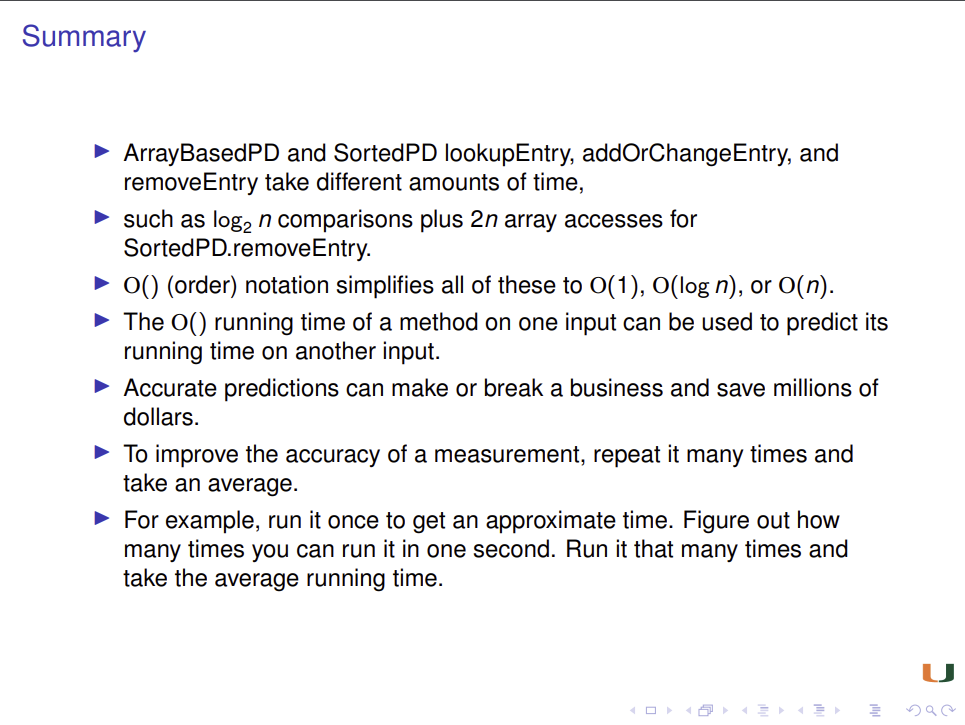 Summary
ArrayBasedPD and SortedPD lookupEntry, addOrChangeEntry, and
removeEntry take different amounts of time,
such as log₂ n comparisons plus 2n array accesses for
SortedPD.removeEntry.
O() (order) notation simplifies all of these to O(1), O(log n), or O(n).
The O() running time of a method on one input can be used to predict its
running time on another input.
Accurate predictions can make or break a business and save millions of
dollars.
To improve the accuracy of a measurement, repeat it many times and
take an average.
For example, run it once to get an approximate time. Figure out how
many times you can run it in one second. Run it that many times and
take the average running time.